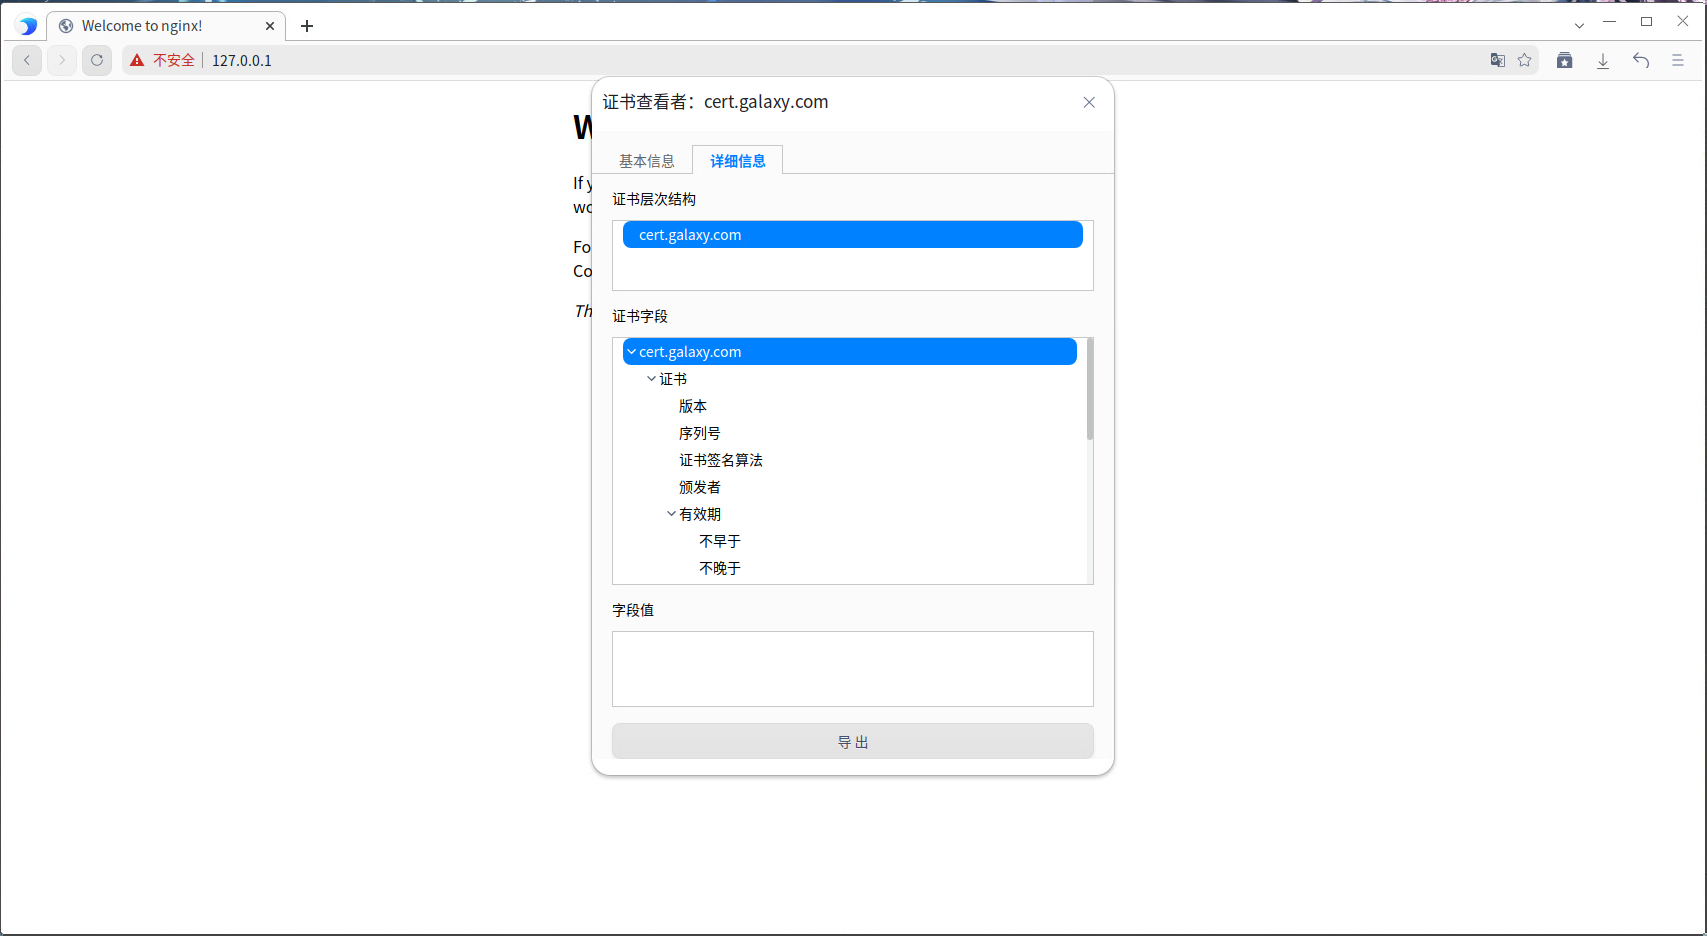 Welcome to nginx!
不安全 127.0.0.1
证书查看者：cert.galaxy.com
W
基本信息 详细信息
If y
证书层次结构
wo
cert.galaxy.com
Fo
Co
Th
证书字段
cert.galaxy.com
证书
版本
序列号
证书签名算法
颁发者
有效期
不早于
不晚于
字段值
导出